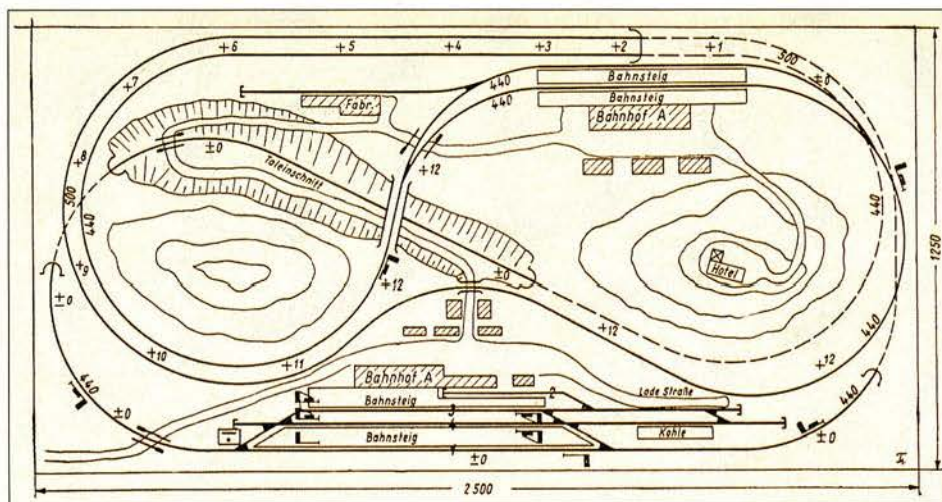 +6 +5 +4 +3 +2 +1
+7 500 ±0
440 Bahnsteig
Fabr. 440 Bahnsteig
Bahnhof A
±0
+8 Taleinschnitt +12
500
440 440
1250
Hotel
+9 +12 ±0
±0
+12 440
+10 +11 +12
Bahnhof A
440 2 Lade Straße 440
Bahnsteig
±0 3 Kohle ±0
Bahnsteig
±0
2500